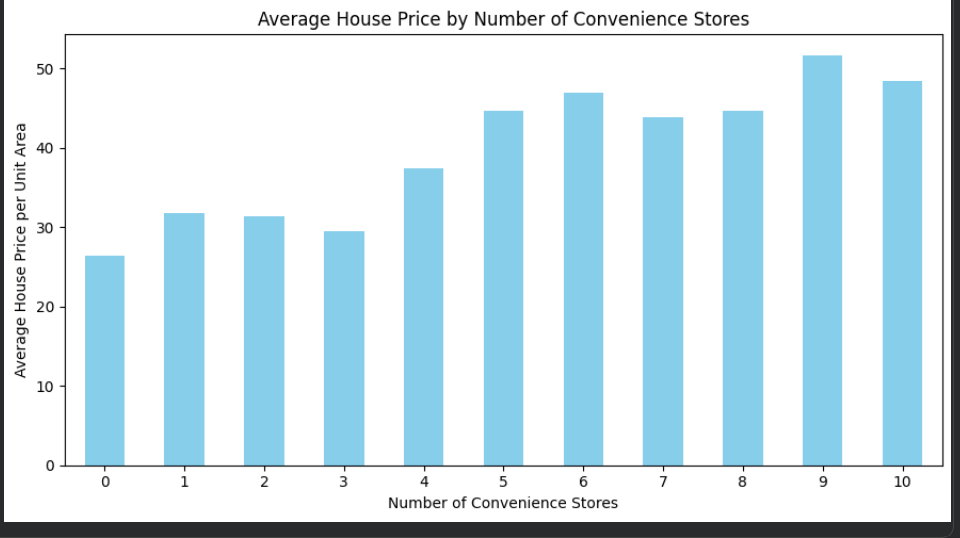 Average House Price by Number of Convenience Stores
Average House Price per Unit Area
50
40
30
20
10
0
0 1 2 3 4 5 6 7 8 9 10
Number of Convenience Stores